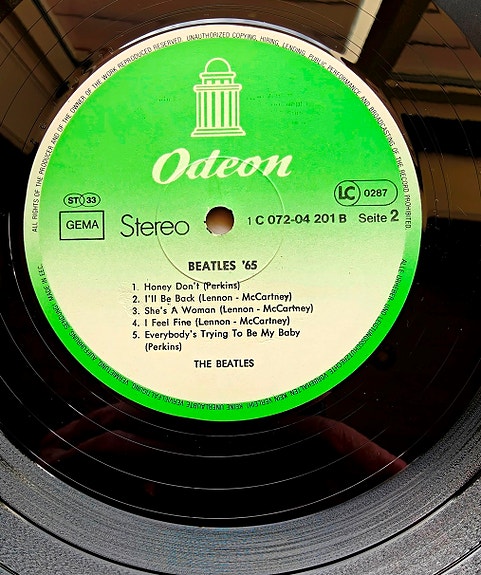 ALL RIGHTS OF THE PRODUCER AND OF THE OWNER OF THE WORK REPRODUCED RESERVED. UNAUTHORIZED COPYING, HIRING, LENDING, PUBLIC PERFORMANCE AND BROADCASTING OF THE RECORD PROHIBITED.
Odeon
ST 33
LC 0287
GEMA
Stereo
1 C 072-04 201 B Seite 2
BEATLES '65
1. Honey Don't (Perkins)
2. I'll Be Back (Lennon - McCartney)
3. She's A Woman (Lennon - McCartney)
4. I Feel Fine (Lennon - McCartney)
5. Everybody's Trying To Be My Baby
(Perkins)
THE BEATLES
MADE IN EEC.